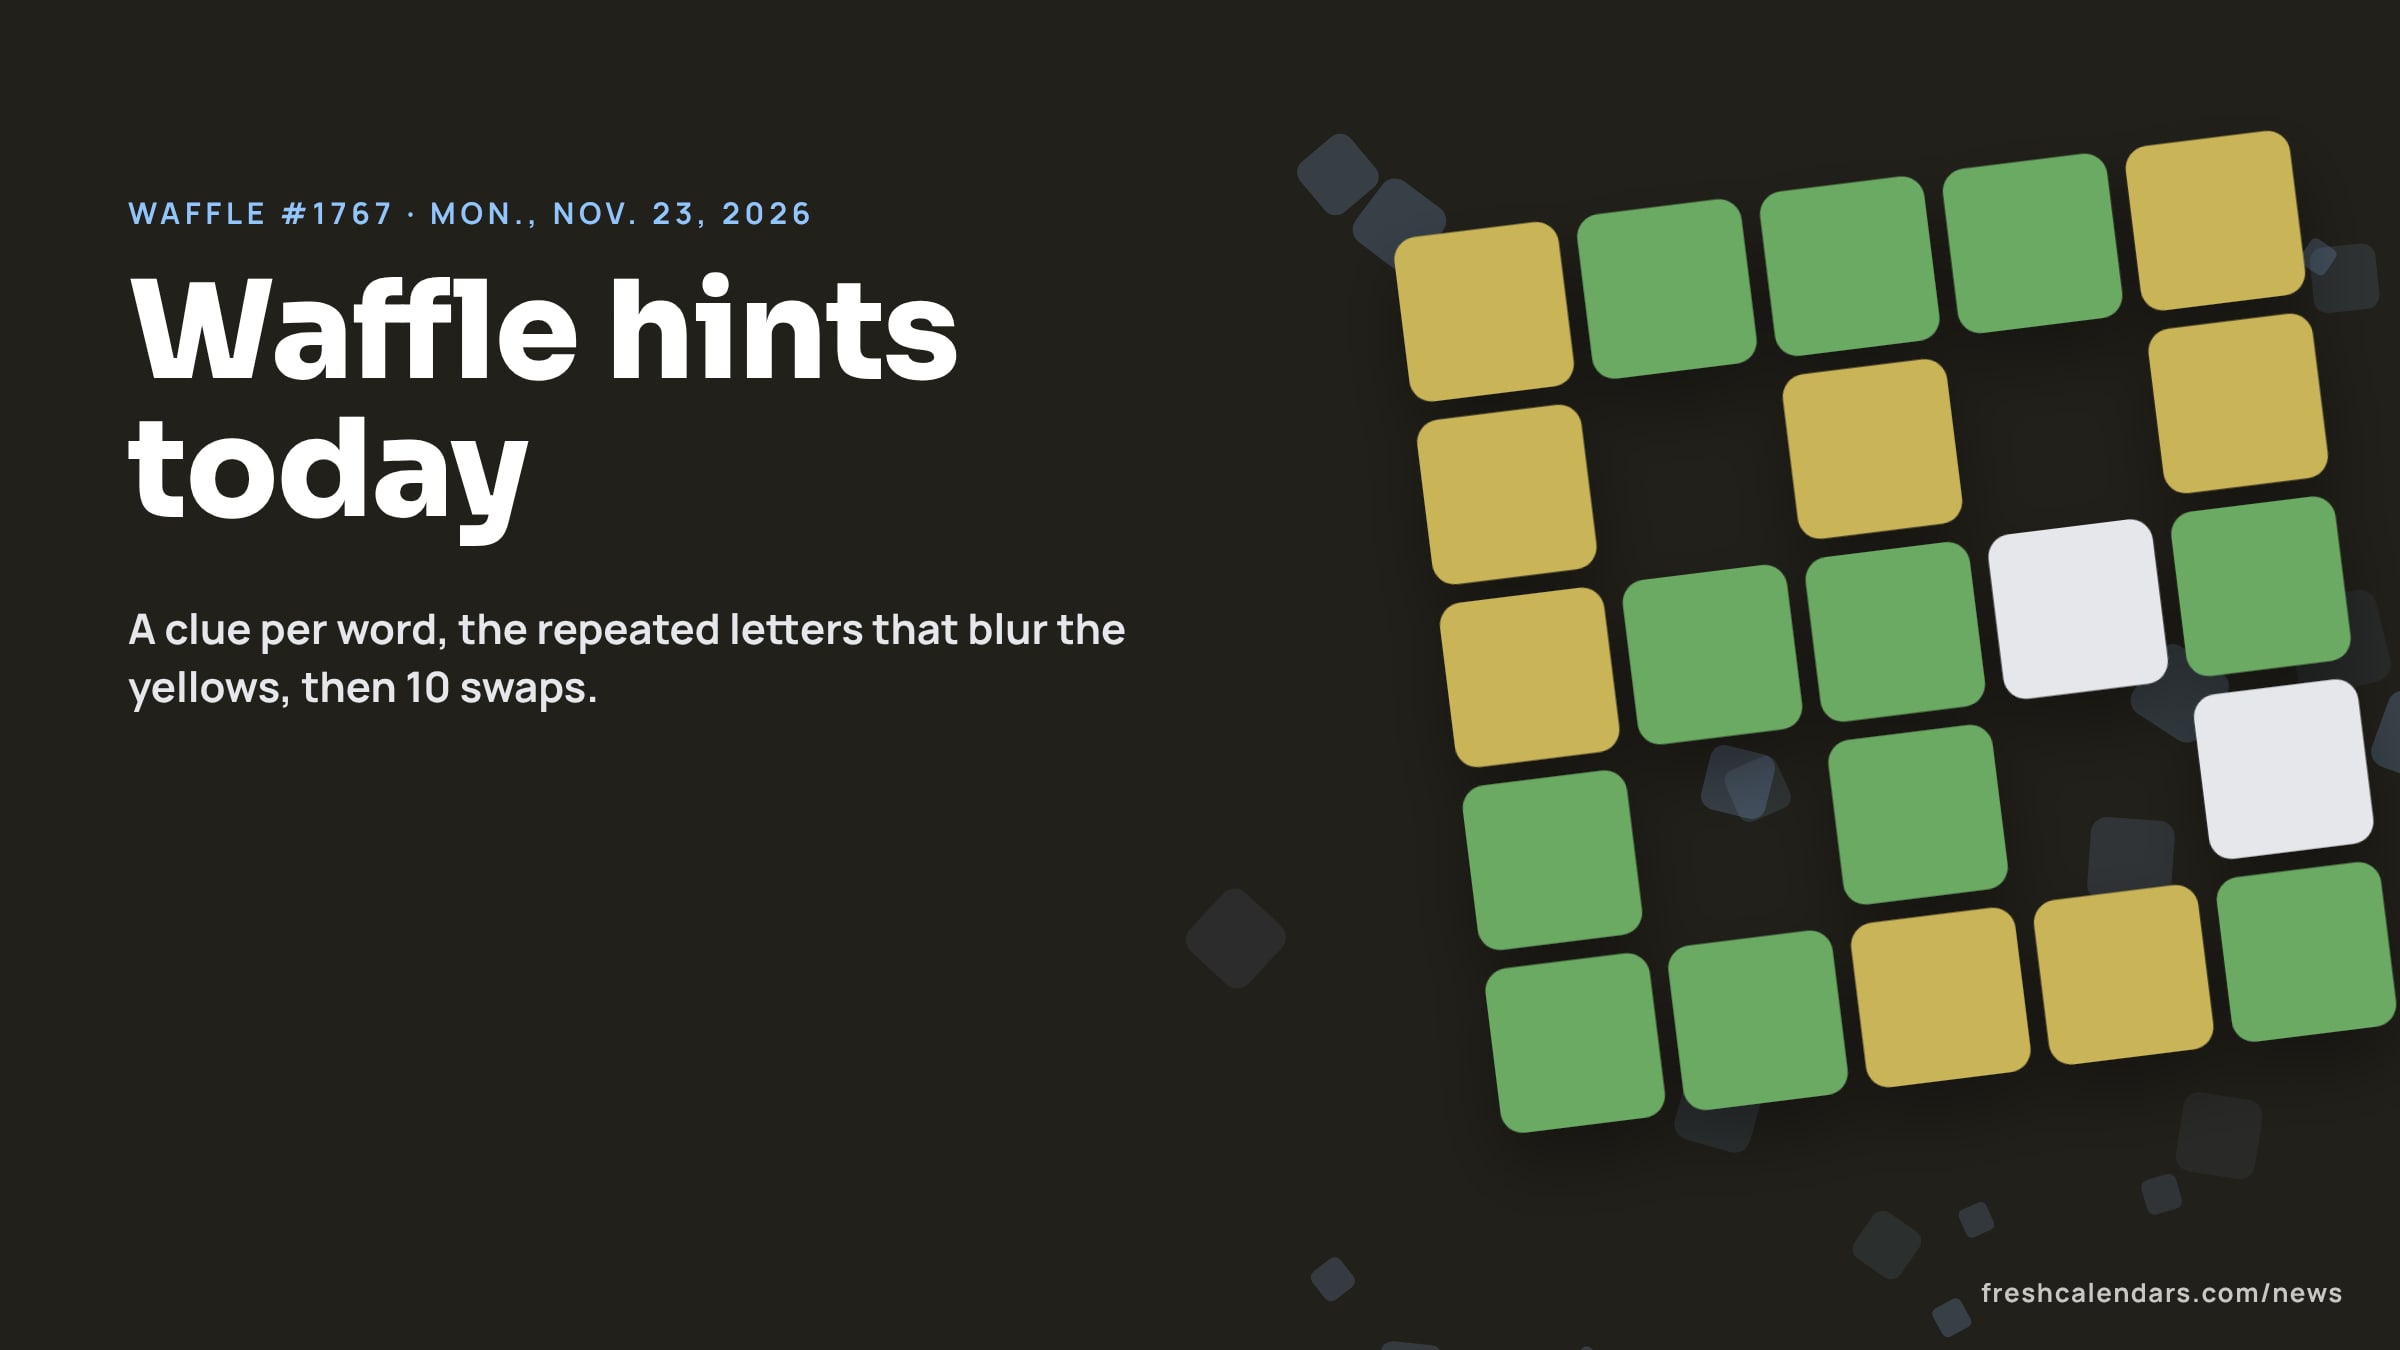 WAFFLE #1767 · MON., NOV. 23, 2026
Waffle hints
today
A clue per word, the repeated letters that blur the
yellows, then 10 swaps.
freshcalendars.com/news